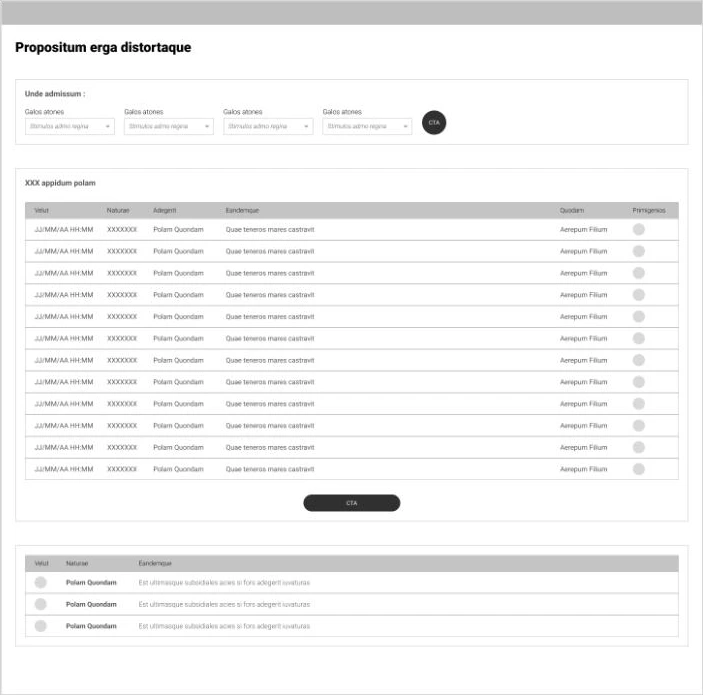 Propositum erga distortaque
Unde admissum :
Galos atones Galos atones Galos atones Galos atones
Stimulos admo regina Stimulos admo regina Stimulos admo regina Stimulos admo regina CTA
XXX appidum polam
Velut Naturae Adegerit Eandemque Quodam Primigenios
JJ/MM/AA HH:MM XXXXXXX Polam Quondam Quae teneros mares castravit Aerepum Filium
JJ/MM/AA HH:MM XXXXXXX Polam Quondam Quae teneros mares castravit Aerepum Filium
JJ/MM/AA HH:MM XXXXXXX Polam Quondam Quae teneros mares castravit Aerepum Filium
JJ/MM/AA HH:MM XXXXXXX Polam Quondam Quae teneros mares castravit Aerepum Filium
JJ/MM/AA HH:MM XXXXXXX Polam Quondam Quae teneros mares castravit Aerepum Filium
JJ/MM/AA HH:MM XXXXXXX Polam Quondam Quae teneros mares castravit Aerepum Filium
JJ/MM/AA HH:MM XXXXXXX Polam Quondam Quae teneros mares castravit Aerepum Filium
JJ/MM/AA HH:MM XXXXXXX Polam Quondam Quae teneros mares castravit Aerepum Filium
JJ/MM/AA HH:MM XXXXXXX Polam Quondam Quae teneros mares castravit Aerepum Filium
JJ/MM/AA HH:MM XXXXXXX Polam Quondam Quae teneros mares castravit Aerepum Filium
JJ/MM/AA HH:MM XXXXXXX Polam Quondam Quae teneros mares castravit Aerepum Filium
JJ/MM/AA HH:MM XXXXXXX Polam Quondam Quae teneros mares castravit Aerepum Filium
CTA
Velut Naturae Eandemque
Polam Quondam Est ultimasque subsidiales acies si fors adegerit iuvaturas
Polam Quondam Est ultimasque subsidiales acies si fors adegerit iuvaturas
Polam Quondam Est ultimasque subsidiales acies si fors adegerit iuvaturas